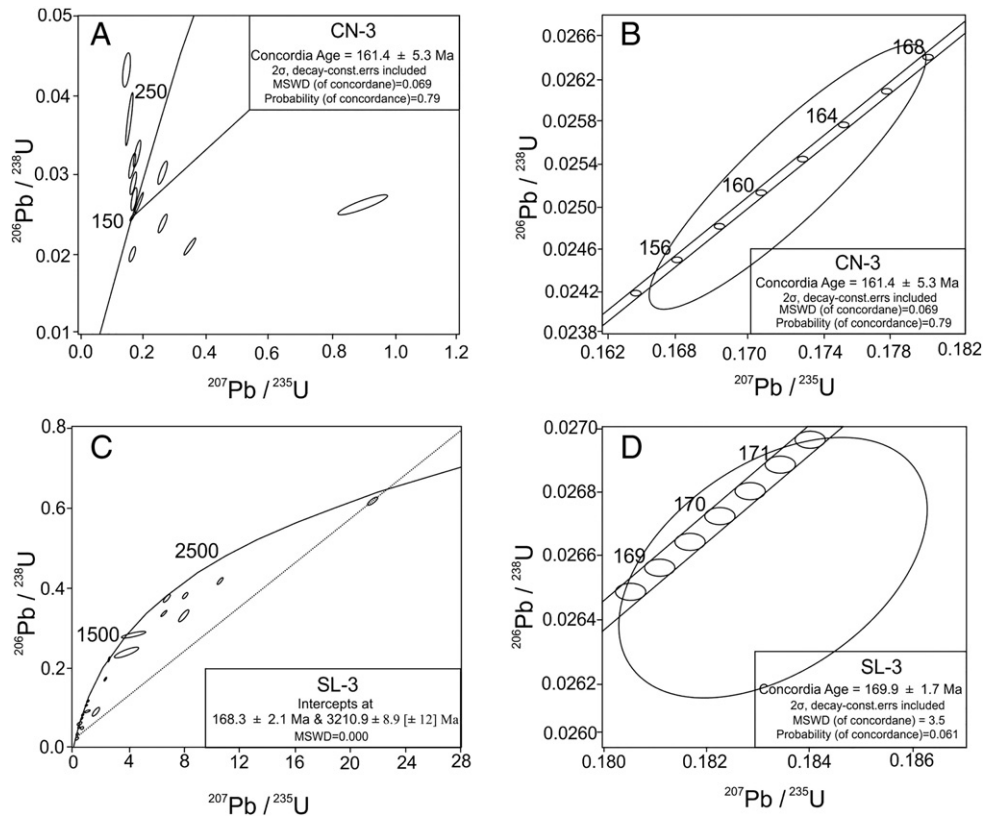 A
CN-3
Concordia Age = 161.4 ± 5.3 Ma
2σ, decay-const.errs included
MSWD (of concordane)=0.069
Probability (of concordance)=0.79
250
150
0.05
0.04
0.03
0.02
0.01
0.0 0.2 0.4 0.6 0.8 1.0 1.2
206Pb / 238U
207Pb / 235U
B
168
164
160
156
0.0266
0.0262
0.0258
0.0254
0.0250
0.0246
0.0242
0.0238
0.162 0.168 0.170 0.174 0.178 0.182
206Pb / 238U
207Pb / 235U
CN-3
Concordia Age = 161.4 ± 5.3 Ma
2σ, decay-const.errs included
MSWD (of concordane)=0.069
Probability (of concordance)=0.79
C
2500
1500
0.8
0.6
0.4
0.2
0.0
0 4 8 12 16 20 24 28
206Pb / 238U
207Pb / 235U
SL-3
Intercepts at
168.3 ± 2.1 Ma & 3210.9 ± 8.9 [± 12] Ma
MSWD=0.000
D
171
170
169
0.0270
0.0268
0.0266
0.0264
0.0262
0.0260
0.180 0.182 0.184 0.186
206Pb / 238U
207Pb / 235U
SL-3
Concordia Age = 169.9 ± 1.7 Ma
2σ, decay-const.errs included
MSWD (of concordane) = 3.5
Probability (of concordance)=0.061